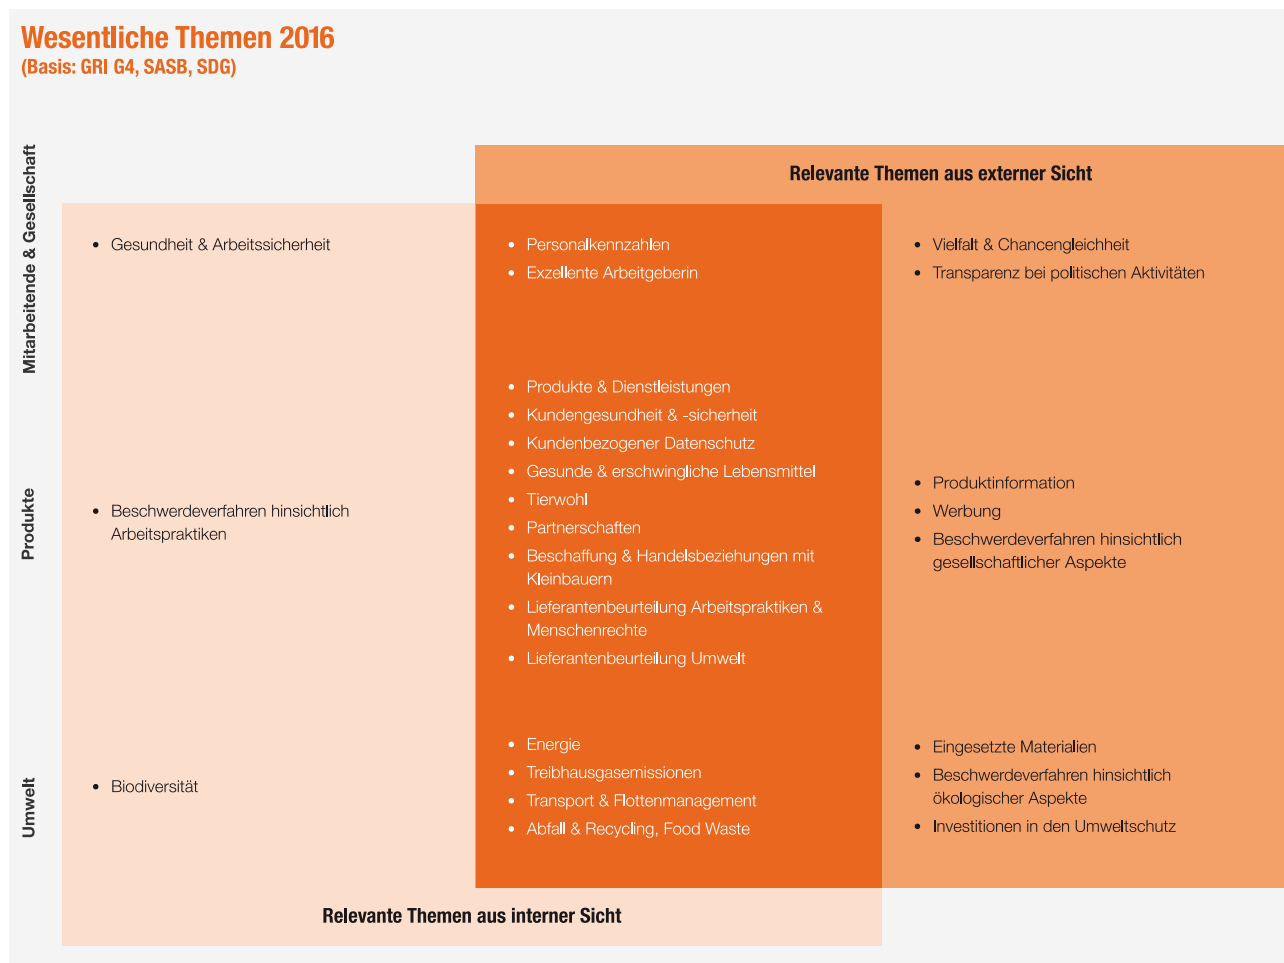 Wesentliche Themen 2016
(Basis: GRI G4, SASB, SDG)
Relevante Themen aus externer Sicht
Mitarbeitende & Gesellschaft
• Gesundheit & Arbeitssicherheit
• Personalkennzahlen
• Exzellente Arbeitgeberin
• Vielfalt & Chancengleichheit
• Transparenz bei politischen Aktivitäten
Produkte
• Beschwerdeverfahren hinsichtlich
Arbeitspraktiken
• Produkte & Dienstleistungen
• Kundengesundheit & -sicherheit
• Kundenbezogener Datenschutz
• Gesunde & erschwingliche Lebensmittel
• Tierwohl
• Partnerschaften
• Beschaffung & Handelsbeziehungen mit
Kleinbauern
• Lieferantenbeurteilung Arbeitspraktiken &
Menschenrechte
• Lieferantenbeurteilung Umwelt
• Produktinformation
• Werbung
• Beschwerdeverfahren hinsichtlich
gesellschaftlicher Aspekte
Umwelt
• Biodiversität
• Energie
• Treibhausgasemissionen
• Transport & Flottenmanagement
• Abfall & Recycling, Food Waste
• Eingesetzte Materialien
• Beschwerdeverfahren hinsichtlich
ökologischer Aspekte
• Investitionen in den Umweltschutz
Relevante Themen aus interner Sicht